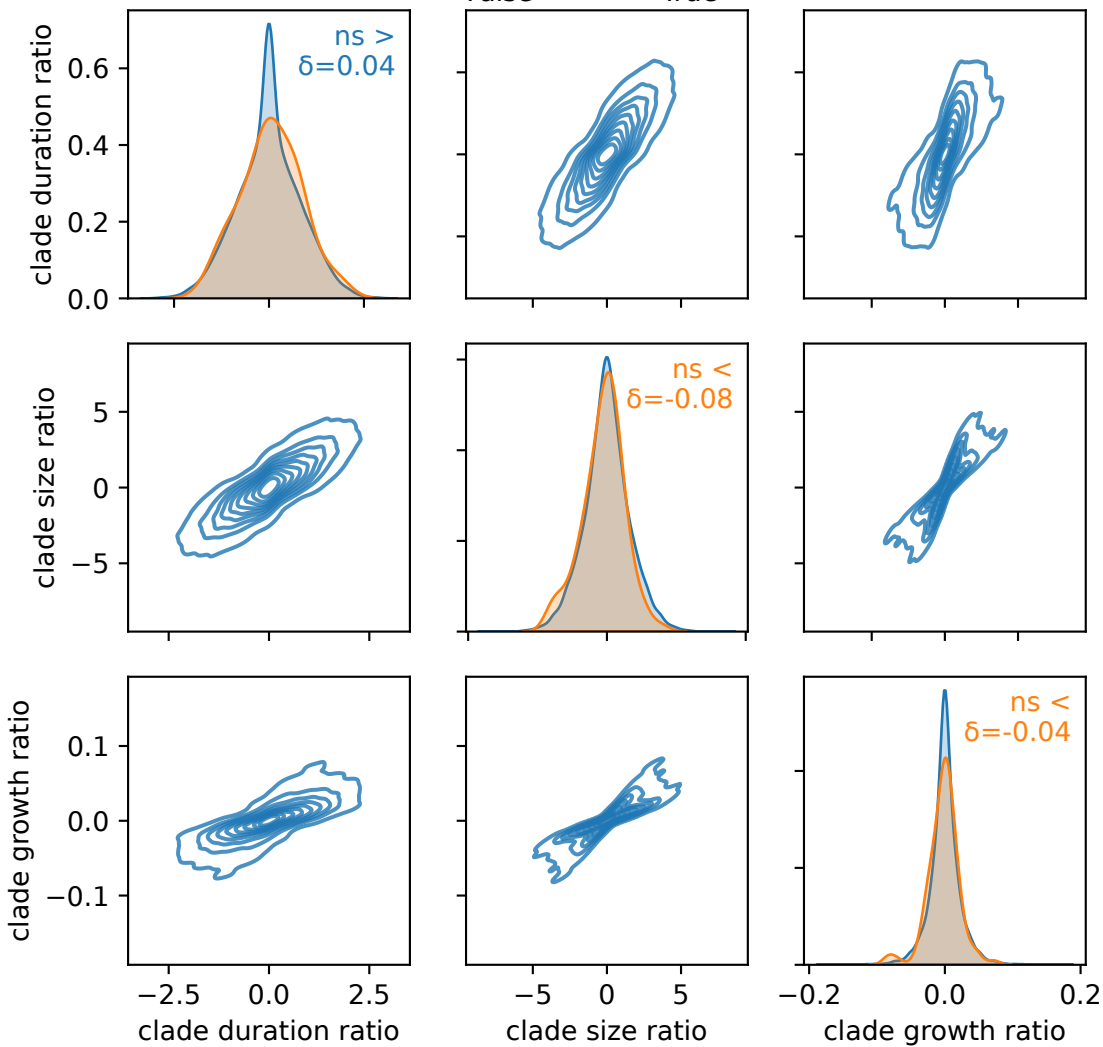 clade duration ratio
0.6
0.4
0.2
0.0
ns >
δ=0.04
clade size ratio
5
0
−5
ns <
δ=-0.08
clade growth ratio
0.1
0.0
−0.1
ns <
δ=-0.04
−2.5 0.0 2.5
−5 0 5
−0.2 0.0 0.2
clade duration ratio
clade size ratio
clade growth ratio